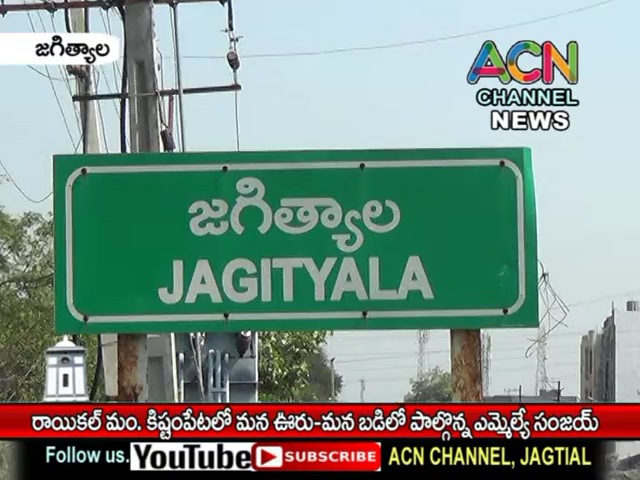 జగిత్యాల
ACN
CHANNEL
NEWS
జగిత్యాల
JAGITYALA
రాయికల్ మం. కిష్టంపేటలో మన ఊరు-మన బడిలో పాల్గొన్న ఎమ్మెల్యే సంజయ్
Follow us. YouTube SUBSCRIBE ACN CHANNEL, JAGTIAL